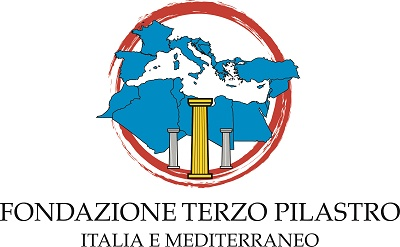 FONDAZIONE TERZO PILASTRO
ITALIA E MEDITERRANEO